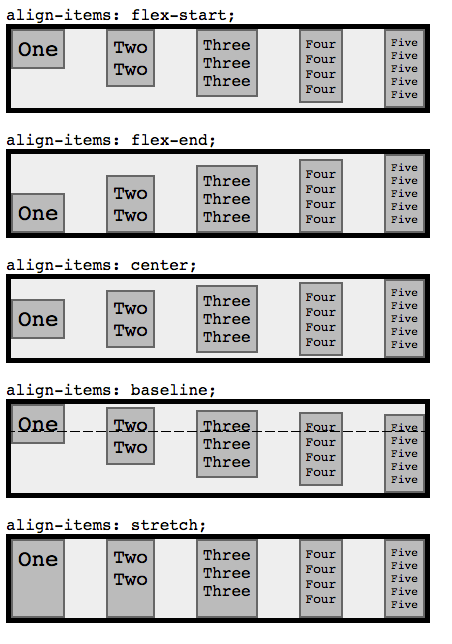 align-items: flex-start;
One Two Three Four Five
Two Three Four Five
Three Four Five
Four Five
Five
align-items: flex-end;
Five
Four Five
Three Four Five
Two Three Four Five
One Two Three Four Five
align-items: center;
Five
Four Five
Three Four Five
One Two Three Four Five
Two Three Four Five
align-items: baseline;
One Two Three Four Five
Two Three Four Five
Three Four Five
Four Five
Five
align-items: stretch;
One Two Three Four Five
Two Three Four Five
Three Four Five
Four Five
Five